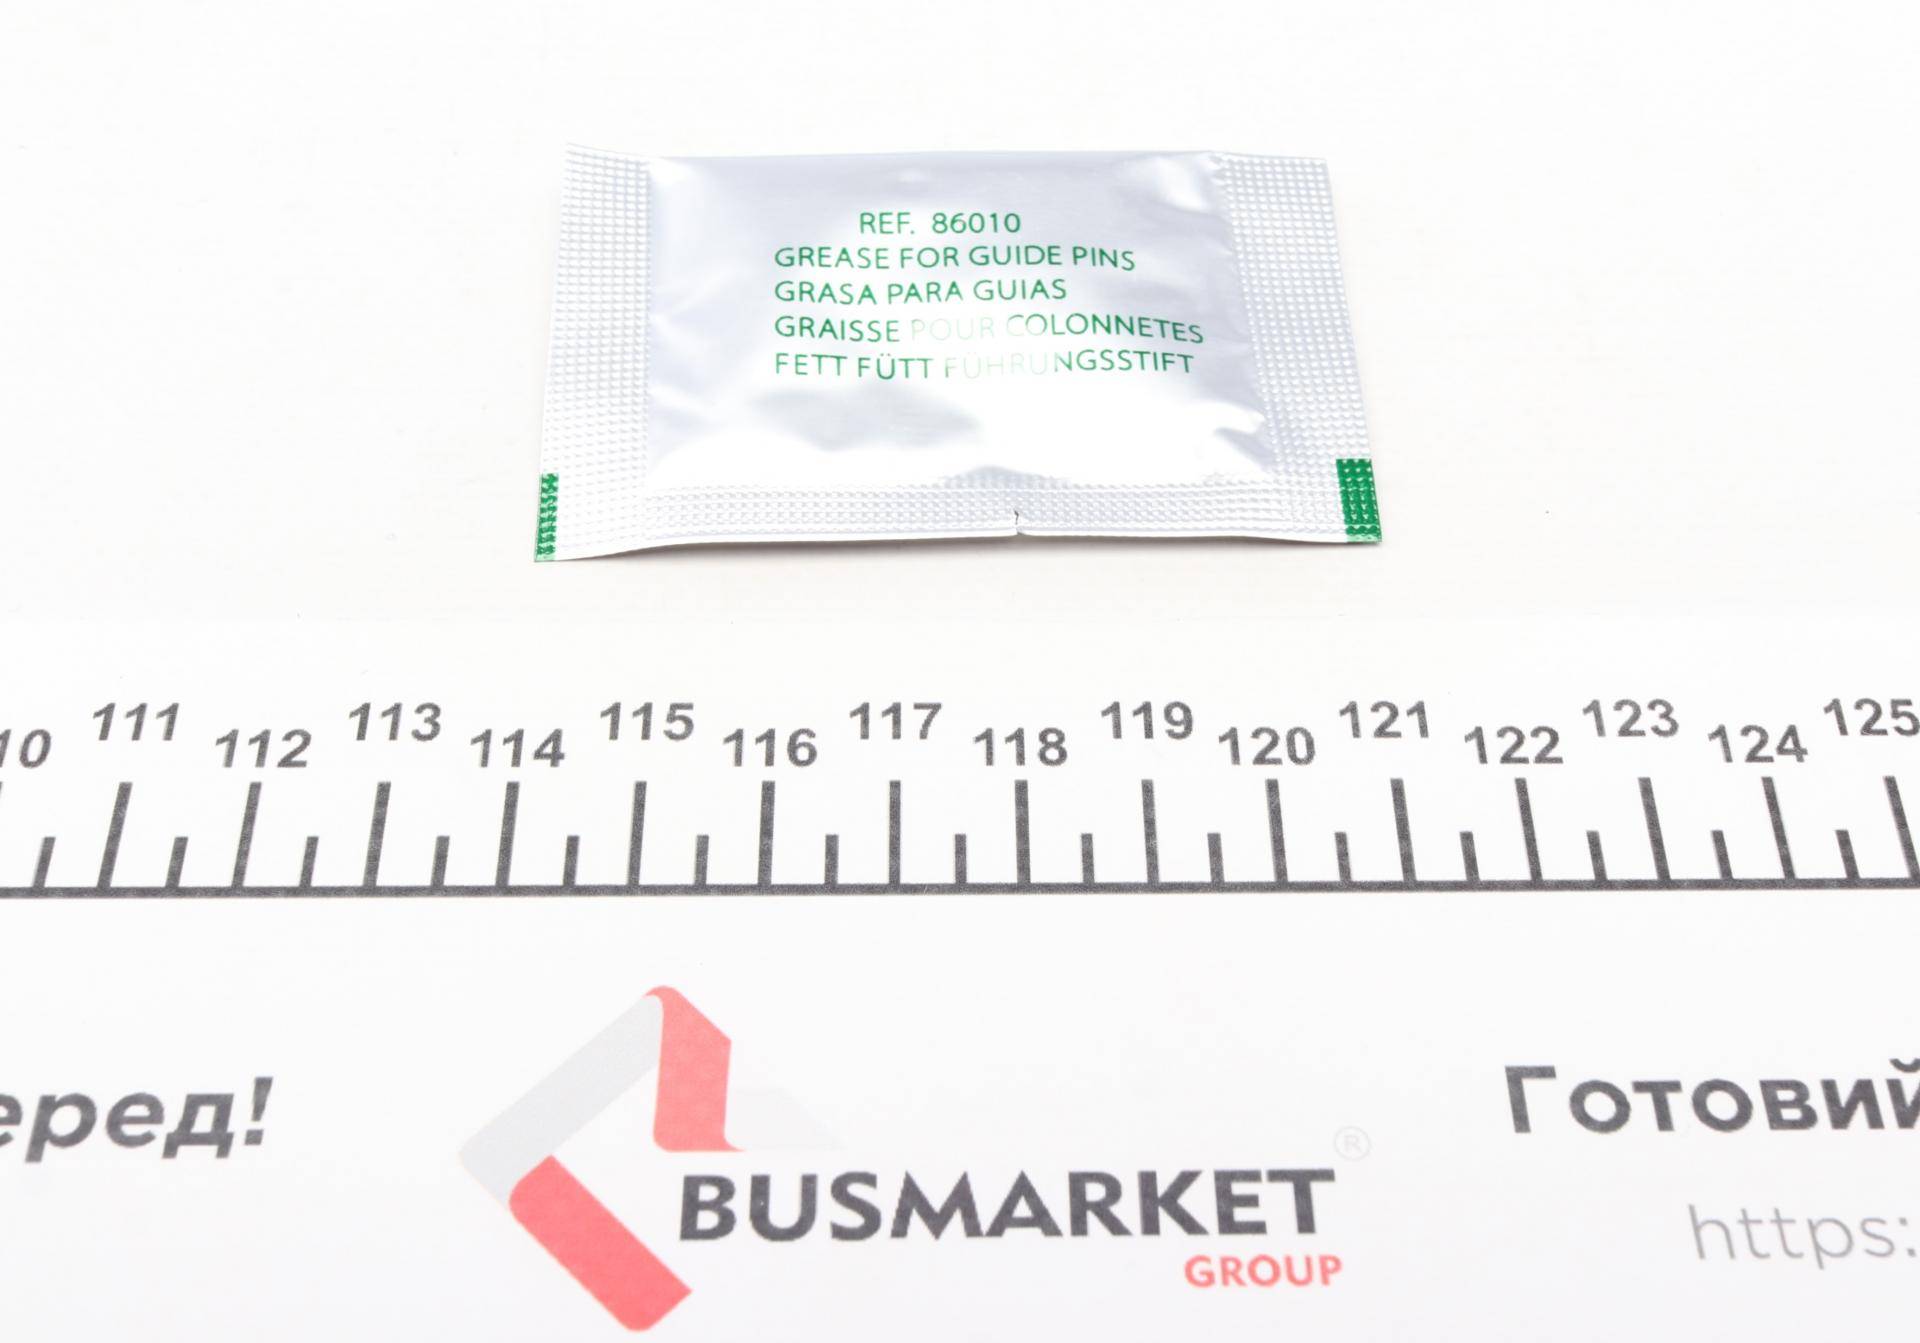 REF. 86010
GREASE FOR GUIDE PINS
GRASA PARA GUIAS
GRAISSE POUR COLONNETES
FETT FÜTT FÜHRUNGSSTIFT
10 111 112 113 114 115 116 117 118 119 120 121 122 123 124 125
еред!
BUSMARKET ®
GROUP
Готовий
https: